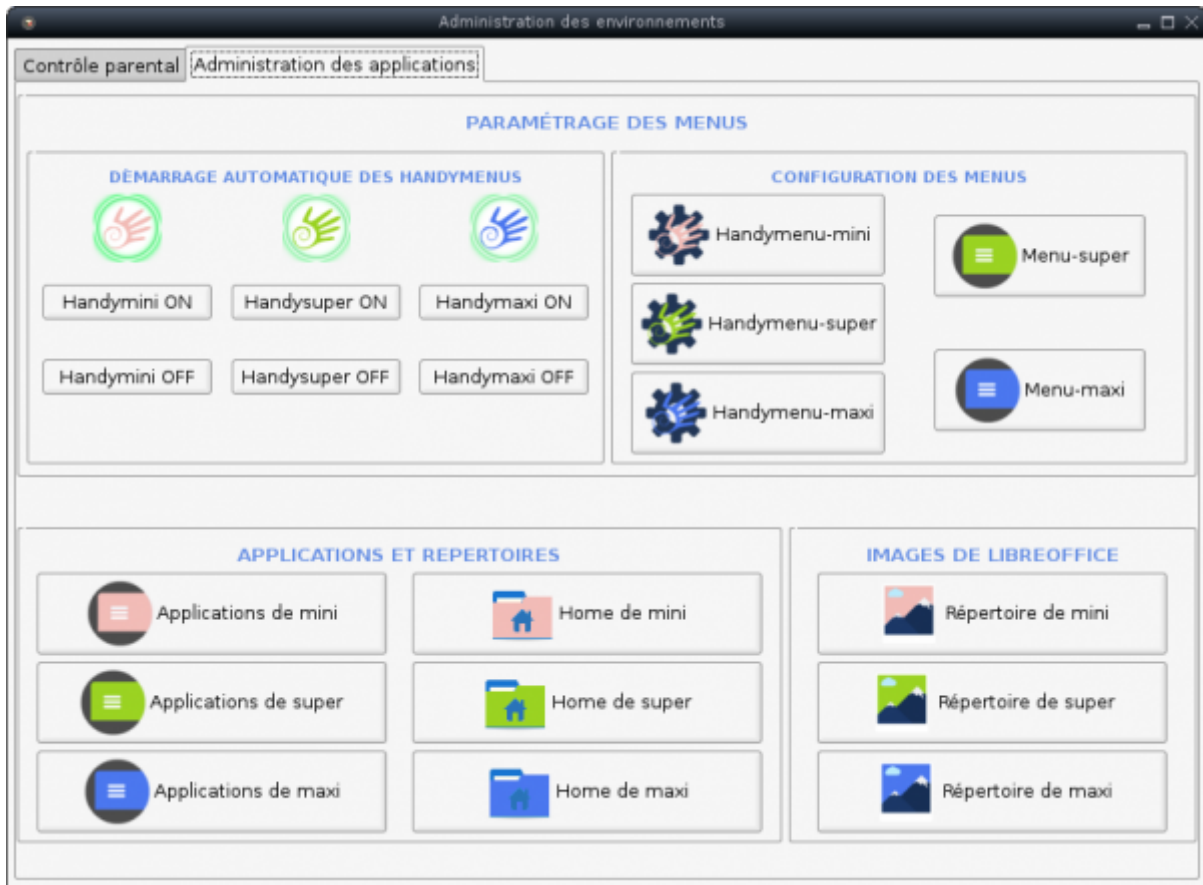 Administration des environnements
Contrôle parental
Administration des applications
PARAMÉTRAGE DES MENUS
DÈMARRAGE AUTOMATIQUE DES HANDYMENUS
Handymini ON
Handysuper ON
Handymaxi ON
Handymini OFF
Handysuper OFF
Handymaxi OFF
CONFIGURATION DES MENUS
Handymenu-mini
Handymenu-super
Handymenu-maxi
Menu-super
Menu-maxi
APPLICATIONS ET REPERTOIRES
Applications de mini
Home de mini
Applications de super
Home de super
Applications de maxi
Home de maxi
IMAGES DE LIBREOFFICE
Répertoire de mini
Répertoire de super
Répertoire de maxi